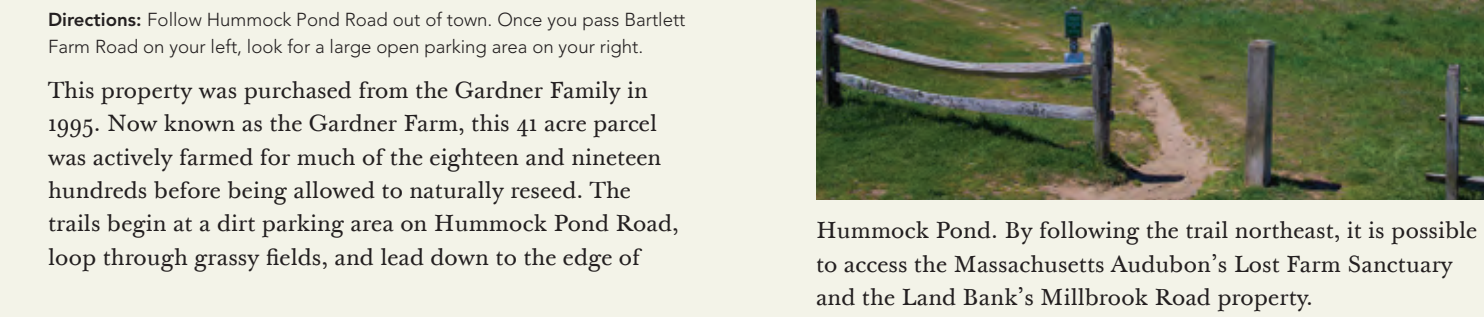 Directions: Follow Hummock Pond Road out of town. Once you pass Bartlett
Farm Road on your left, look for a large open parking area on your right.
This property was purchased from the Gardner Family in
1995. Now known as the Gardner Farm, this 41 acre parcel
was actively farmed for much of the eighteen and nineteen
hundreds before being allowed to naturally reseed. The
trails begin at a dirt parking area on Hummock Pond Road,
loop through grassy fields, and lead down to the edge of
Hummock Pond. By following the trail northeast, it is possible
to access the Massachusetts Audubon’s Lost Farm Sanctuary
and the Land Bank’s Millbrook Road property.